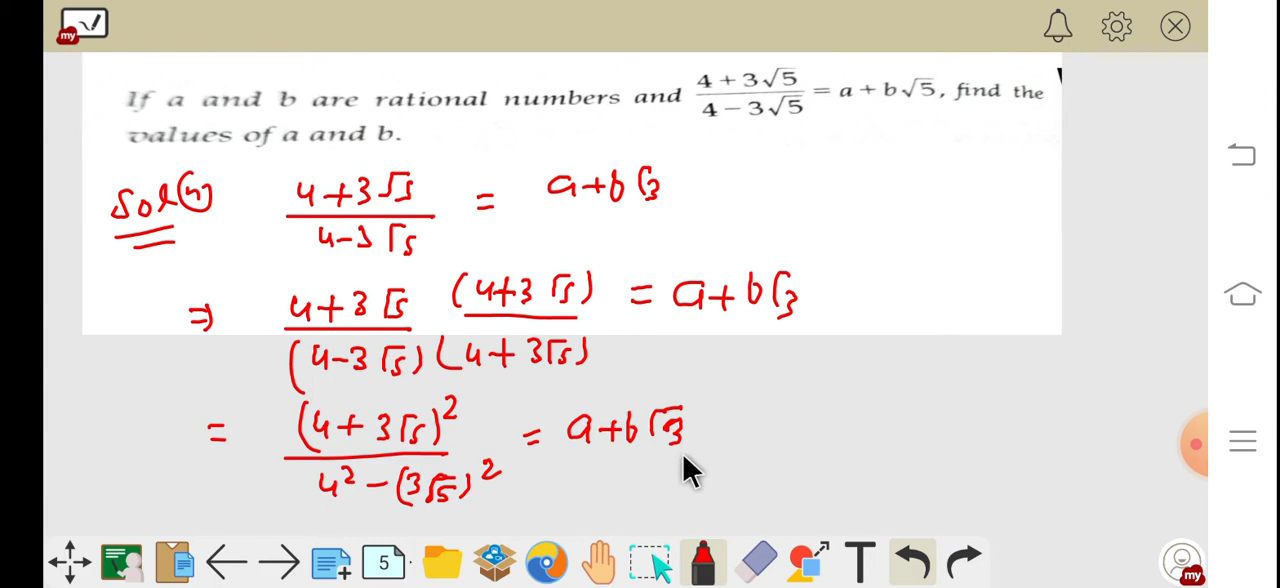 my
If a and b are rational numbers and (4 + 3√5)/(4 − 3√5) = a + b√5, find the
values of a and b.
Sol(n) (4+3√5)/(4-3√5) = a+b√3
⇒ (4+3√5)/(4-3√5) (4+3√5)/(4+3√5) = a+b√3
= (4+3√5)²/(4²-(3√5)²) = a+b√3
5
T
my